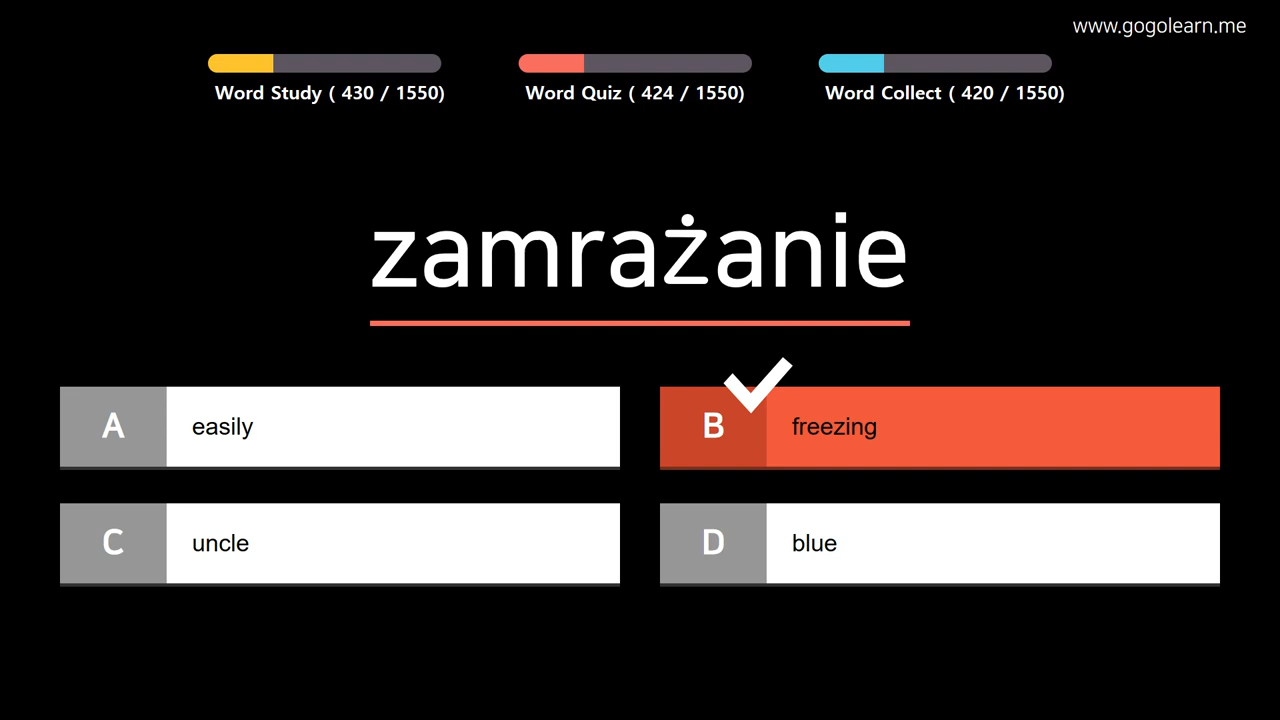 www.gogolearn.me
Word Study ( 430 / 1550)
Word Quiz ( 424 / 1550)
Word Collect ( 420 / 1550)
zamrażanie
A easily
B freezing
C uncle
D blue